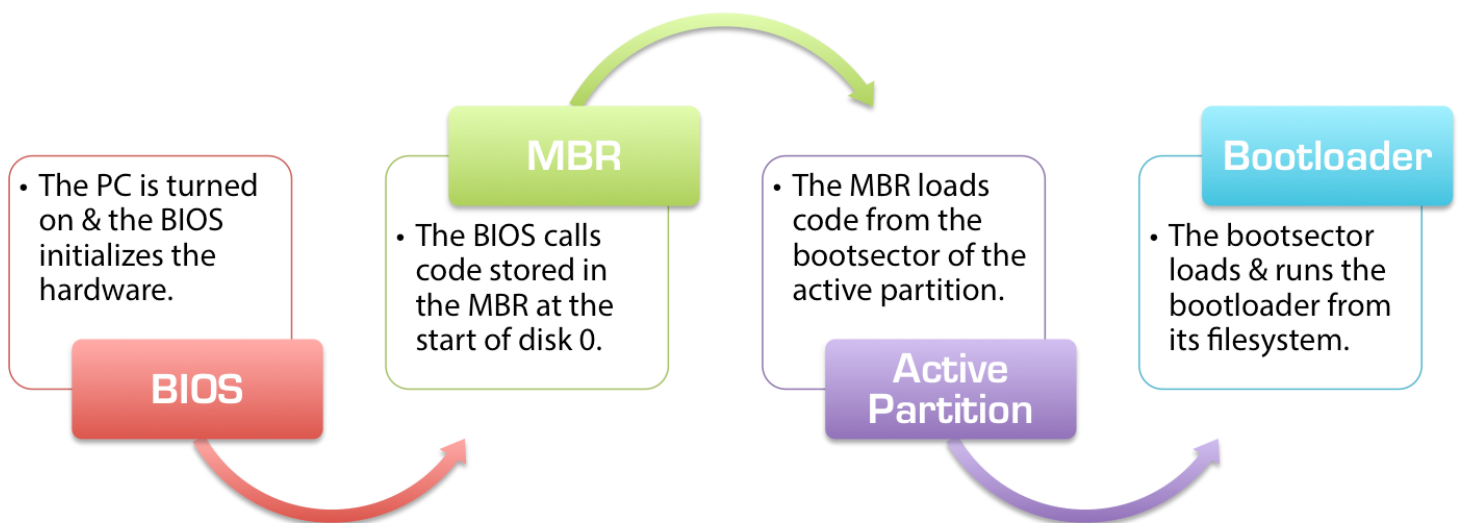 • The PC is turned
on & the BIOS
initializes the
hardware.
BIOS
MBR
• The BIOS calls
code stored in
the MBR at the
start of disk 0.
• The MBR loads
code from the
bootsector of the
active partition.
Active
Partition
Bootloader
• The bootsector
loads & runs the
bootloader from
its filesystem.